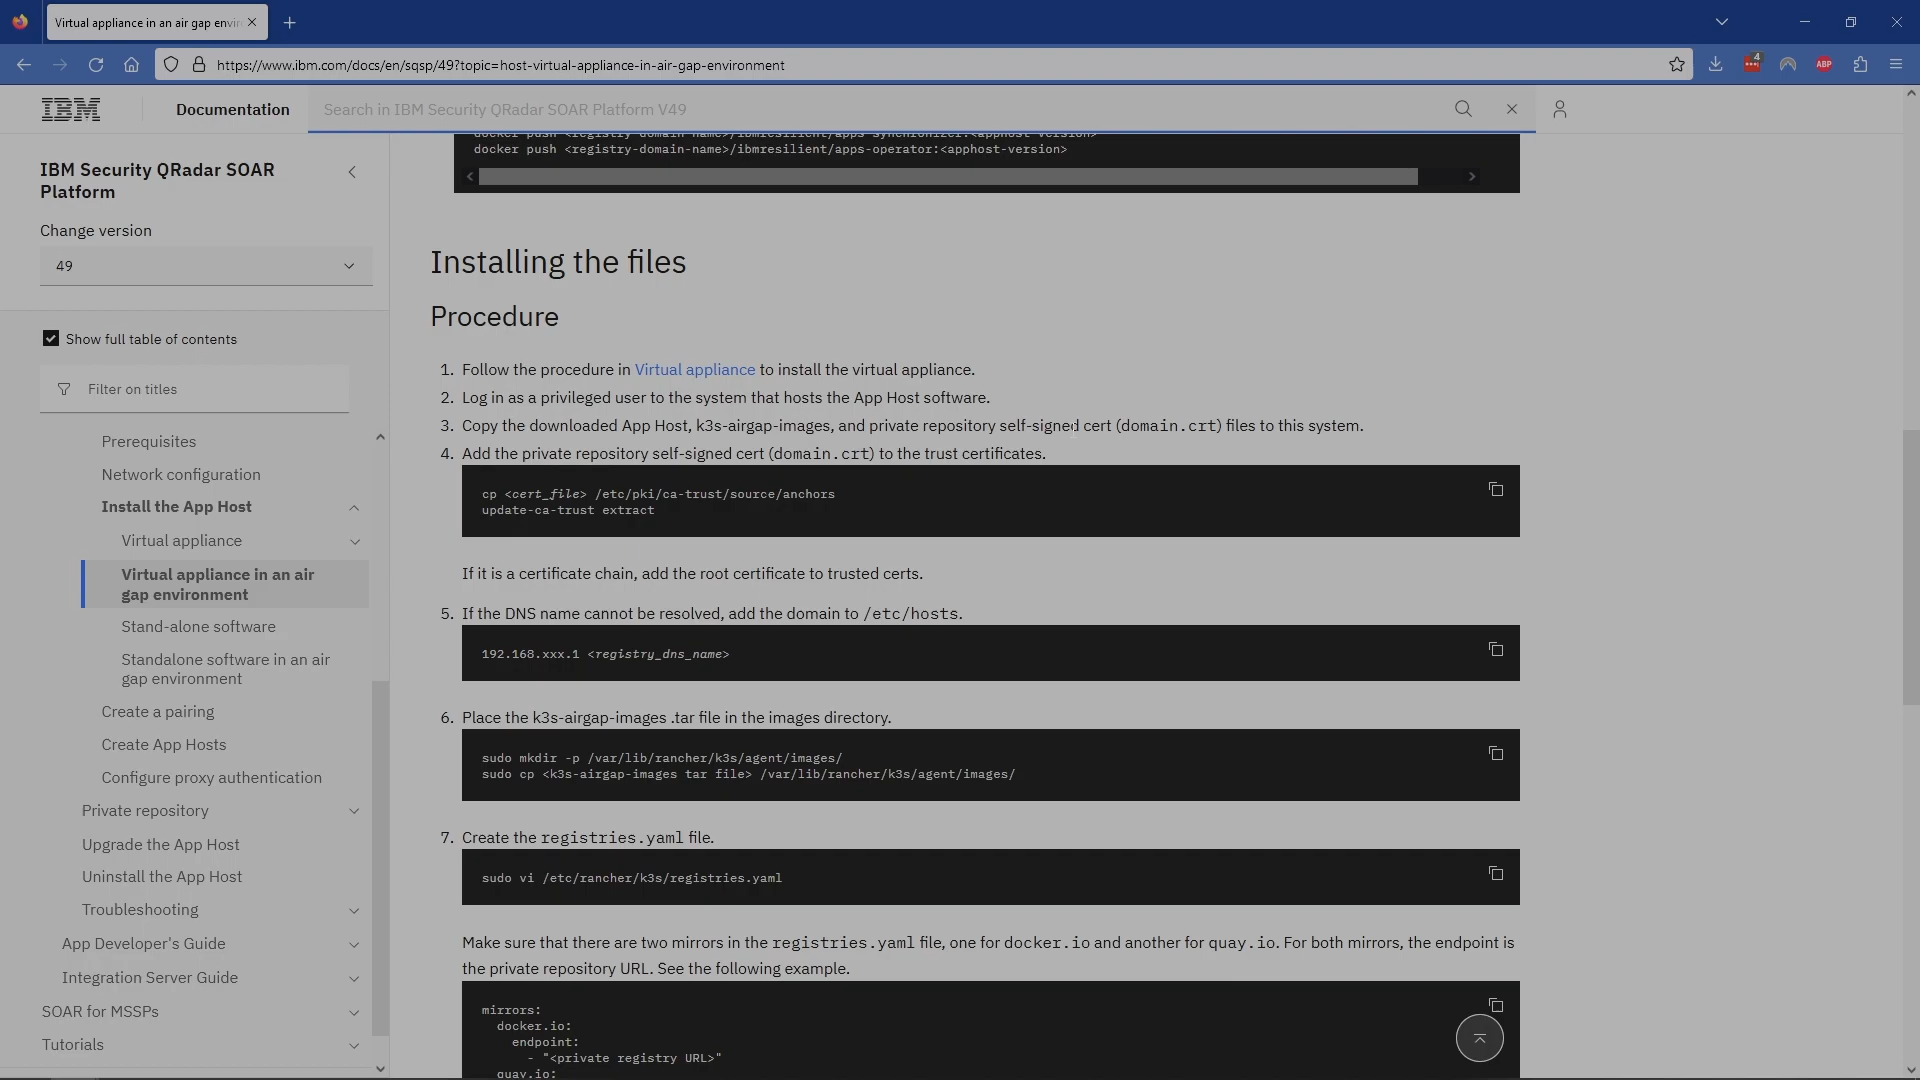 Virtual appliance in an air gap envi
https://www.ibm.com/docs/en/sqsp/49?topic=host-virtual-appliance-in-air-gap-environment
4
ABP
IBM
Documentation
Search in IBM Security QRadar SOAR Platform V49
IBM Security QRadar SOAR
Platform
Change version
49
Show full table of contents
Filter on titles
Prerequisites
Network configuration
Install the App Host
Virtual appliance
Virtual appliance in an air
gap environment
Stand-alone software
Standalone software in an air
gap environment
Create a pairing
Create App Hosts
Configure proxy authentication
Private repository
Upgrade the App Host
Uninstall the App Host
Troubleshooting
App Developer's Guide
Integration Server Guide
SOAR for MSSPs
Tutorials
docker push <registry-domain-name>/ibmresilient/apps-synchronizer:<apphost-version>
docker push <registry-domain-name>/ibmresilient/apps-operator:<apphost-version>
Installing the files
Procedure
1. Follow the procedure in Virtual appliance to install the virtual appliance.
2. Log in as a privileged user to the system that hosts the App Host software.
3. Copy the downloaded App Host, k3s-airgap-images, and private repository self-signed cert (domain.crt) files to this system.
4. Add the private repository self-signed cert (domain.crt) to the trust certificates.
cp <cert_file> /etc/pki/ca-trust/source/anchors
update-ca-trust extract
If it is a certificate chain, add the root certificate to trusted certs.
5. If the DNS name cannot be resolved, add the domain to /etc/hosts.
192.168.xxx.1 <registry_dns_name>
6. Place the k3s-airgap-images .tar file in the images directory.
sudo mkdir -p /var/lib/rancher/k3s/agent/images/
sudo cp <k3s-airgap-images tar file> /var/lib/rancher/k3s/agent/images/
7. Create the registries.yaml file.
sudo vi /etc/rancher/k3s/registries.yaml
Make sure that there are two mirrors in the registries.yaml file, one for docker.io and another for quay.io. For both mirrors, the endpoint is
the private repository URL. See the following example.
mirrors:
docker.io:
endpoint:
- "<private registry URL>"
quay.io: